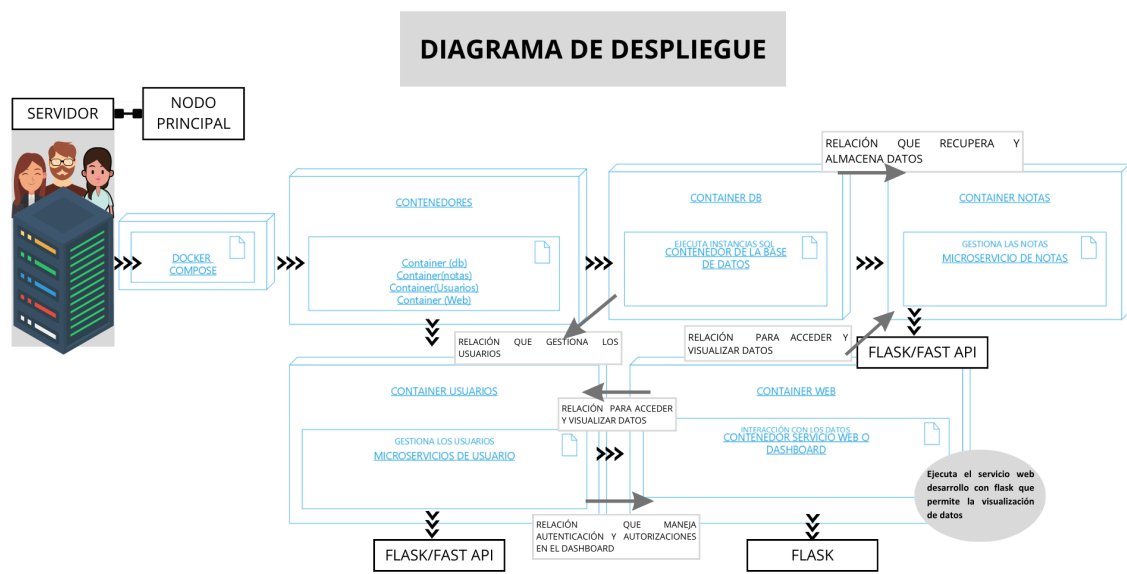 DIAGRAMA DE DESPLIEGUE
SERVIDOR
NODO
PRINCIPAL
DOCKER
COMPOSE
CONTENEDORES
Container (db)
Container(notas)
Container(Usuarios)
Container (Web)
CONTAINER DB
EJECUTA INSTANCIAS SQL
CONTENEDOR DE LA BASE
DE DATOS
RELACIÓN QUE RECUPERA Y
ALMACENA DATOS
CONTAINER NOTAS
GESTIONA LAS NOTAS
MICROSERVICIO DE NOTAS
RELACIÓN QUE GESTIONA LOS
USUARIOS
RELACIÓN PARA ACCEDER Y
VISUALIZAR DATOS
FLASK/FAST API
CONTAINER USUARIOS
GESTIONA LOS USUARIOS
MICROSERVICIOS DE USUARIO
RELACIÓN PARA ACCEDER
Y VISUALIZAR DATOS
CONTAINER WEB
INTERACCIÓN CON LOS DATOS
CONTENEDOR SERVICIO WEB O
DASHBOARD
Ejecuta el servicio web
desarrollo con flask que
permite la visualización
de datos
RELACIÓN QUE MANEJA
AUTENTICACIÓN Y AUTORIZACIONES
EN EL DASHBOARD
FLASK/FAST API
FLASK